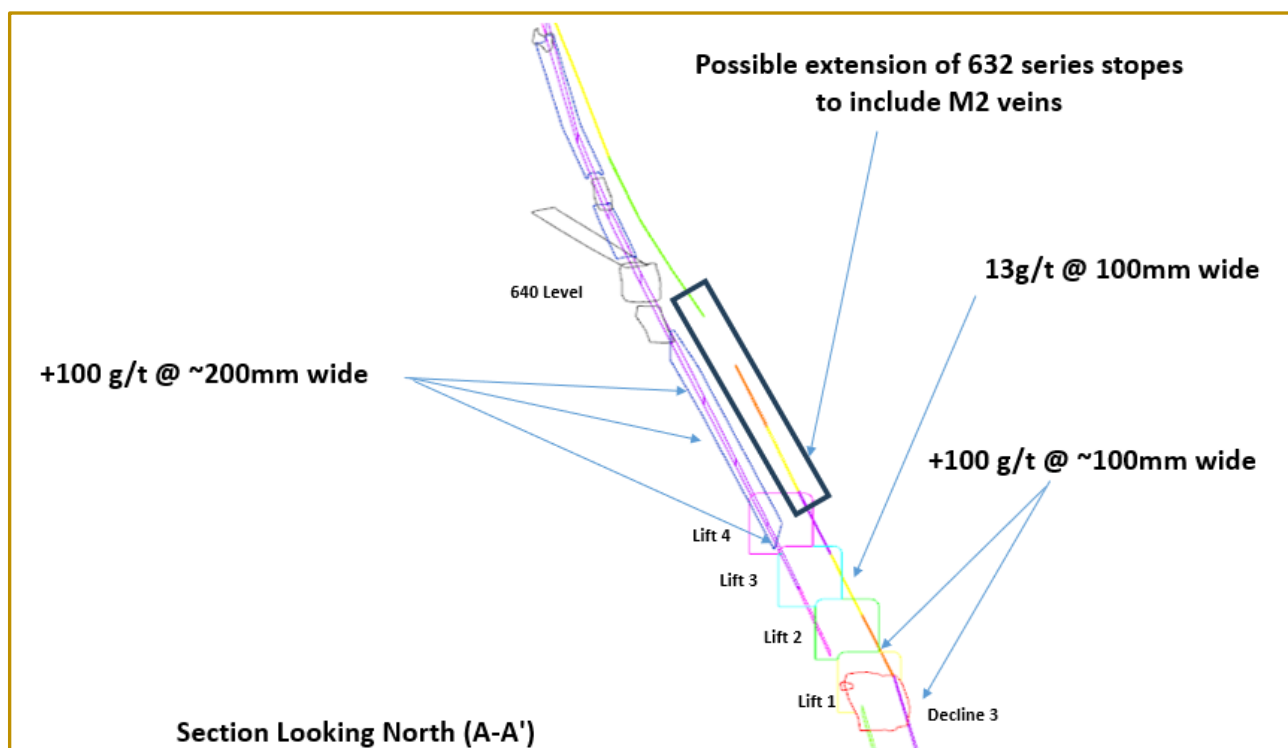 Possible extension of 632 series stopes
to include M2 veins
13g/t @ 100mm wide
640 Level
+100 g/t @ ~200mm wide
+100 g/t @ ~100mm wide
Lift 4
Lift 3
Lift 2
Lift 1
Decline 3
Section Looking North (A-A')